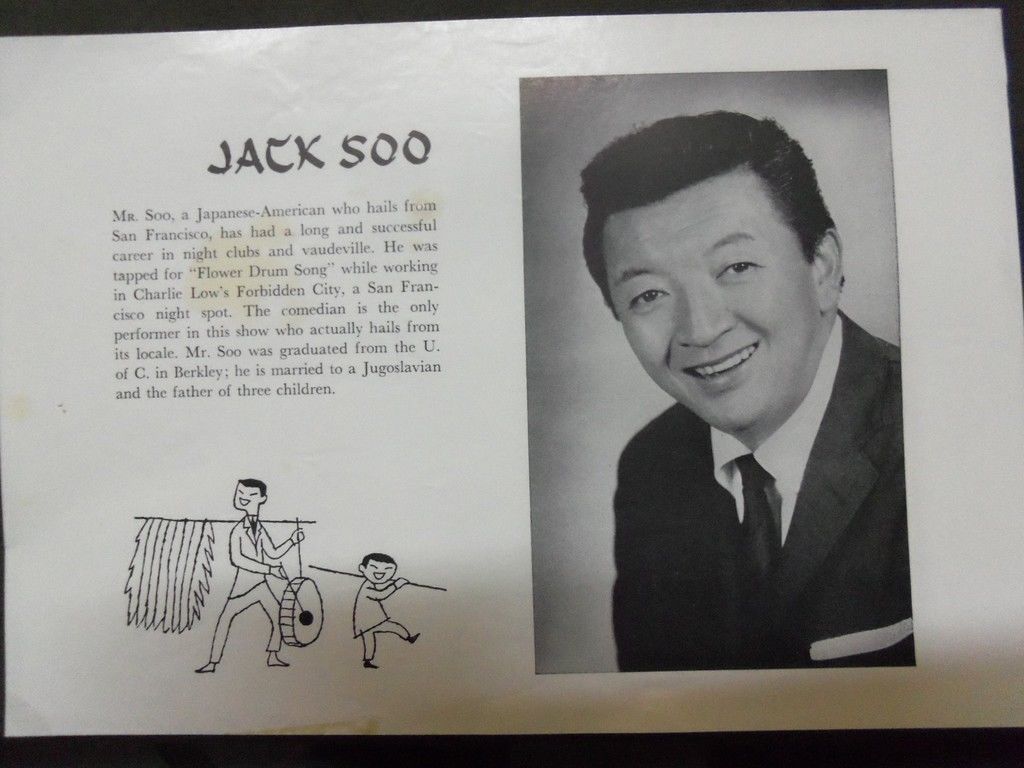 JACK SOO
MR. SOO, a Japanese-American who hails from
San Francisco, has had a long and successful
career in night clubs and vaudeville. He was
tapped for "Flower Drum Song" while working
in Charlie Low's Forbidden City, a San Fran-
cisco night spot. The comedian is the only
performer in this show who actually hails from
its locale. Mr. Soo was graduated from the U.
of C. in Berkley; he is married to a Jugoslavian
and the father of three children.